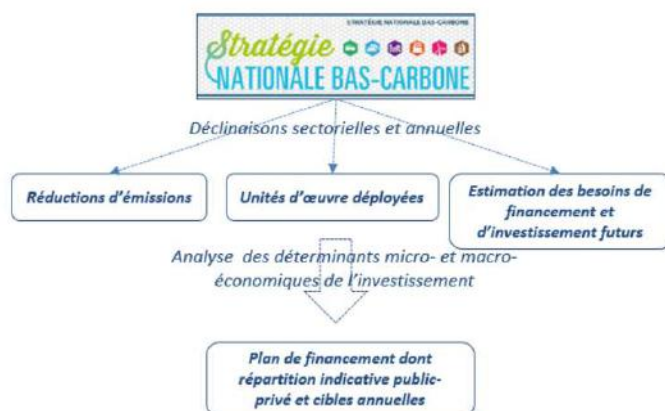 STRATÉGIE NATIONALE BAS-CARBONE
Stratégie
NATIONALE BAS-CARBONE
Déclinaisons sectorielles et annuelles
Réductions d'émissions
Unités d'œuvre déployées
Estimation des besoins de
financement et
d'investissement futurs
Analyse des déterminants micro- et macro-
économiques de l'investissement
Plan de financement dont
répartition indicative public-
privé et cibles annuelles